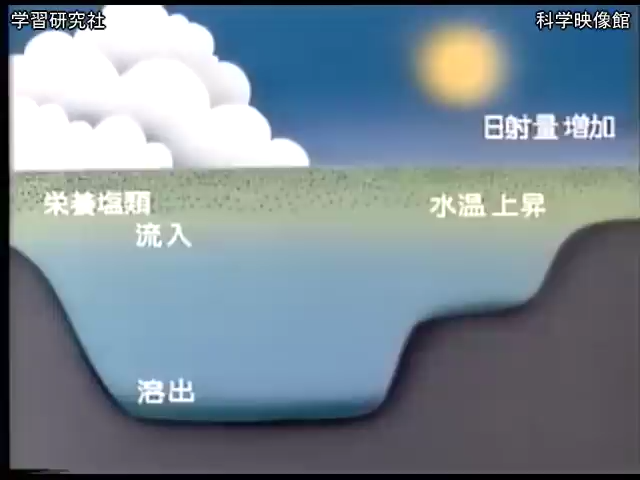 学習研究社
科学映像館
日射量増加
栄養塩類
流入
水温上昇
溶出